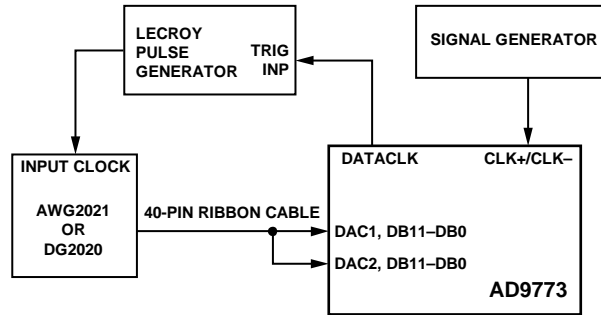 LECROY
PULSE
GENERATOR
TRIG
INP
SIGNAL GENERATOR
INPUT CLOCK
AWG2021
OR
DG2020
40-PIN RIBBON CABLE
DATACLK
CLK+/CLK–
DAC1, DB11–DB0
DAC2, DB11–DB0
AD9773